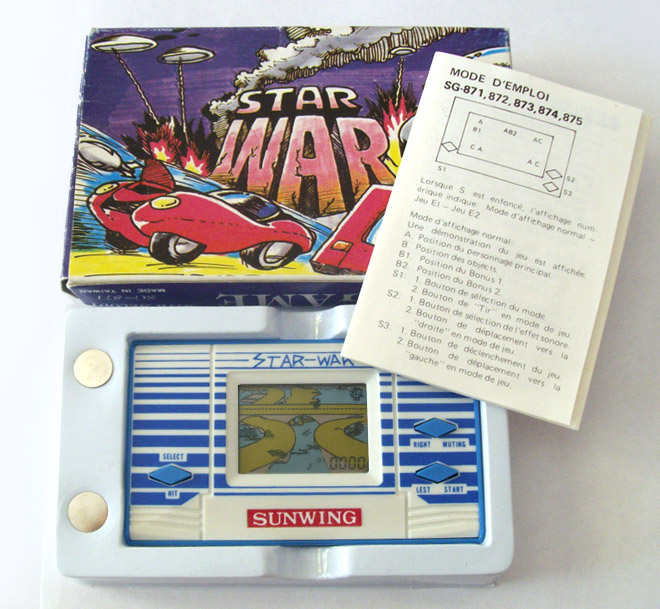 STAR
WAR
GAME
SG-871
MADE IN TAIWAN
MODE D'EMPLOI
SG-871, 872, 873, 874, 875
A
B1
AB2
AC
C A
A C
S1
S2
S3
Lorsque S. est enfoncé, l'affichage num-
érique indique: Mode d'affichage normal —
Jeu E1 — Jeu E2
Mode d'affichage normal:
Une démonstration du jeu est affichée.
A. Position du personnage principal
B. Position des objects.
B1. Position du Bonus 1
B2. Position du Bonus 2
S1. 1. Bouton de sélection du mode.
2. Bouton de "Tir" en mode de jeu
S2. 1. Bouton de sélection de l'effet sonore
2. Bouton de déplacement vers la
"droite" en mode de jeu.
S3. 1. Bouton de déclenchement du jeu
2. Bouton de déplacement vers la
"gauche" en mode de jeu.
STAR-WAR
0000
SELECT
HIT
RIGHT MUTING
LEST START
SUNWING